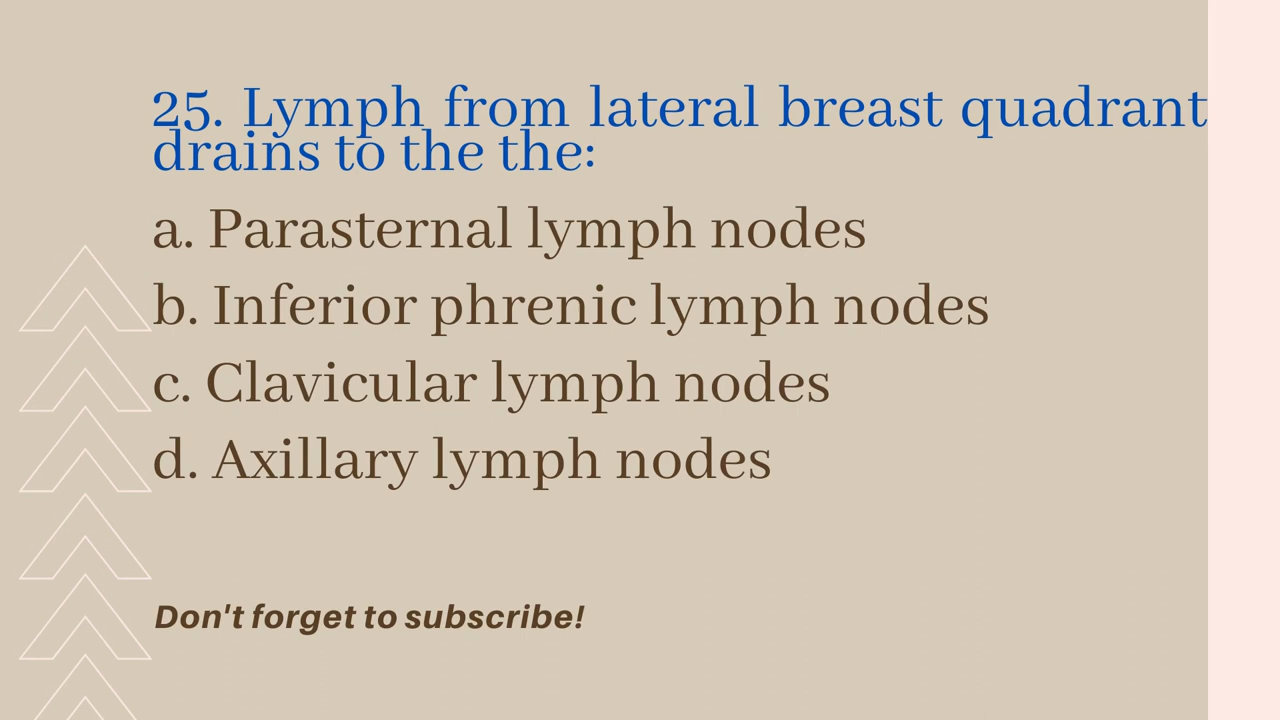 25. Lymph from lateral breast quadrant
drains to the the:
a. Parasternal lymph nodes
b. Inferior phrenic lymph nodes
c. Clavicular lymph nodes
d. Axillary lymph nodes
Don't forget to subscribe!